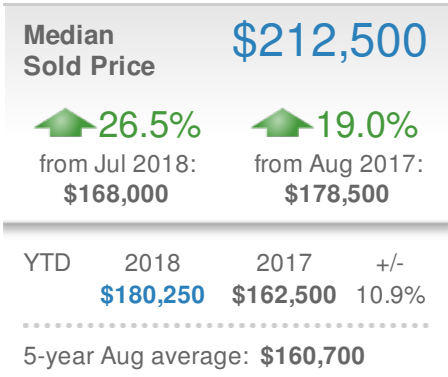 Median
Sold Price
$212,500
26.5%
from Jul 2018:
$168,000
19.0%
from Aug 2017:
$178,500
YTD 2018 2017 +/-
$180,250 $162,500 10.9%
5-year Aug average: $160,700